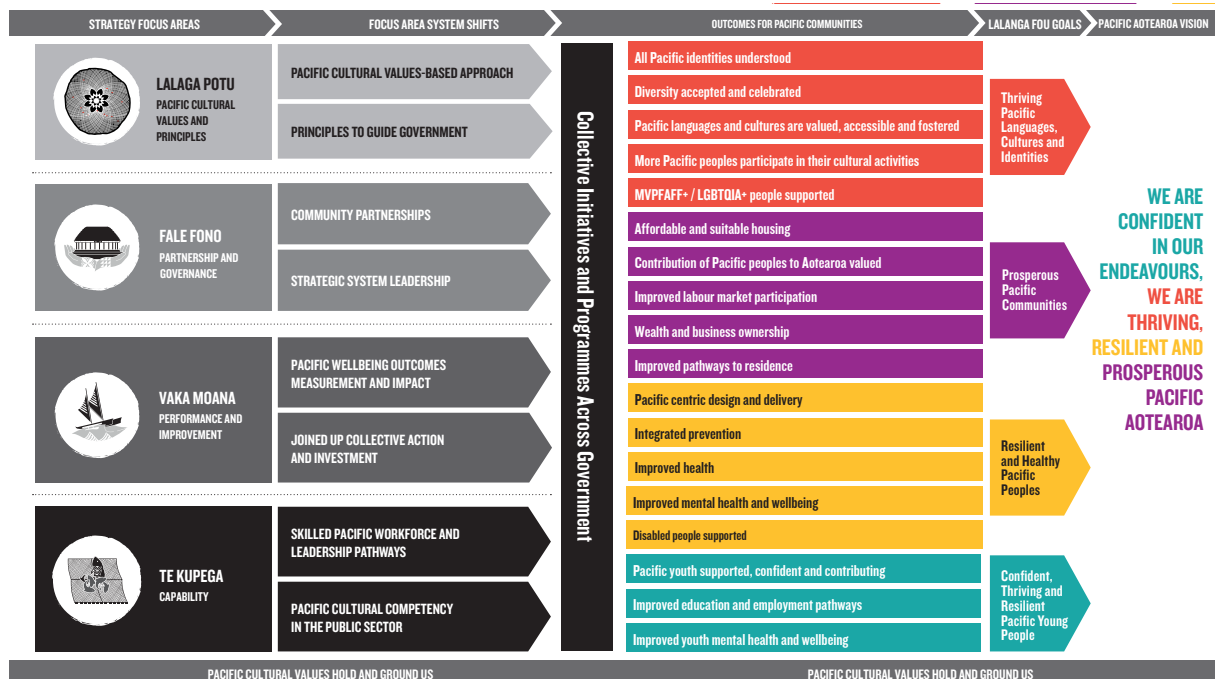 STRATEGY FOCUS AREAS
FOCUS AREA SYSTEM SHIFTS
OUTCOMES FOR PACIFIC COMMUNITIES
LALANGA FOU GOALS
PACIFIC AOTEAROA VISION
LALAGA POTU
PACIFIC CULTURAL
VALUES AND
PRINCIPLES
PACIFIC CULTURAL VALUES-BASED APPROACH
PRINCIPLES TO GUIDE GOVERNMENT
FALE FONO
PARTNERSHIP AND
GOVERNANCE
COMMUNITY PARTNERSHIPS
STRATEGIC SYSTEM LEADERSHIP
VAKA MOANA
PERFORMANCE AND
IMPROVEMENT
PACIFIC WELLBEING OUTCOMES
MEASUREMENT AND IMPACT
JOINED UP COLLECTIVE ACTION
AND INVESTMENT
TE KUPEGA
CAPABILITY
SKILLED PACIFIC WORKFORCE AND
LEADERSHIP PATHWAYS
PACIFIC CULTURAL COMPETENCY
IN THE PUBLIC SECTOR
Collective Initiatives and Programmes Across Government
All Pacific identities understood
Diversity accepted and celebrated
Pacific languages and cultures are valued, accessible and fostered
More Pacific peoples participate in their cultural activities
MVPFAFF+ / LGBTQIA+ people supported
Affordable and suitable housing
Contribution of Pacific peoples to Aotearoa valued
Improved labour market participation
Wealth and business ownership
Improved pathways to residence
Pacific centric design and delivery
Integrated prevention
Improved health
Improved mental health and wellbeing
Disabled people supported
Pacific youth supported, confident and contributing
Improved education and employment pathways
Improved youth mental health and wellbeing
Thriving
Pacific
Languages,
Cultures and
Identities
Prosperous
Pacific
Communities
Resilient
and Healthy
Pacific
Peoples
Confident,
Thriving and
Resilient
Pacific Young
People
WE ARE
CONFIDENT
IN OUR
ENDEAVOURS,
WE ARE
THRIVING,
RESILIENT AND
PROSPEROUS
PACIFIC
AOTEAROA
PACIFIC CULTURAL VALUES HOLD AND GROUND US
PACIFIC CULTURAL VALUES HOLD AND GROUND US